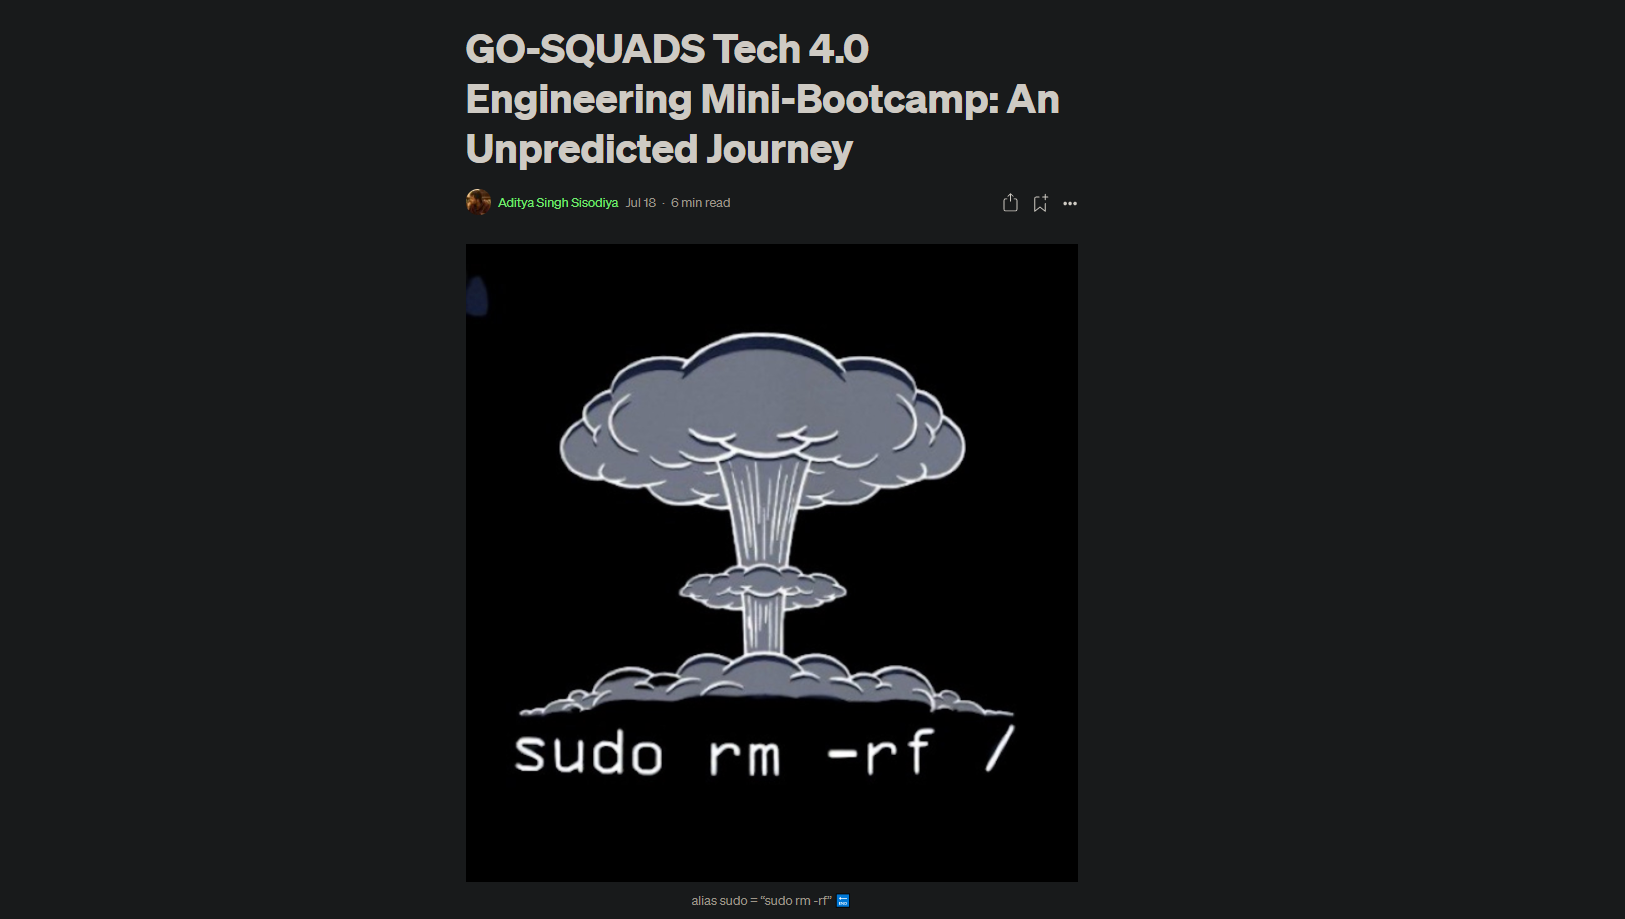 GO-SQUADS Tech 4.0
Engineering Mini-Bootcamp: An
Unpredicted Journey
Aditya Singh Sisodiya Jul 18 · 6 min read
sudo rm -rf /
alias sudo = “sudo rm -rf” 🔚